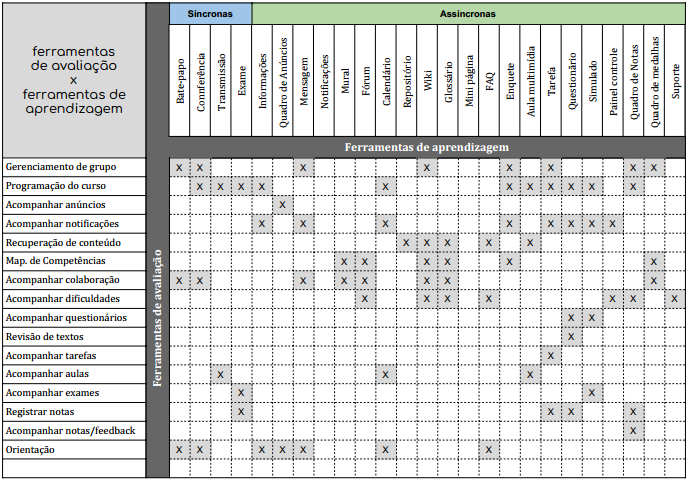 Síncronas
Assíncronas
ferramentas
de avaliação
x
ferramentas de
aprendizagem
Bate-papo
Connferência
Transmissão
Exame
Informações
Quadro de Anúncios
Mensagem
Notificações
Mural
Fórum
Calendário
Repositório
Wiki
Glossário
Mini página
FAQ
Enquete
Aula multimídia
Tarefa
Questionário
Simulado
Painel controle
Quadro de Notas
Quadro de medalhas
Suporte
Ferramentas de aprendizagem
Ferramentas de avaliação
Gerenciamento de grupo x x x x x x x x
Programação do curso x x x x x x x x x x x
Acompanhar anúncios x
Acompanhar notificações x x x x x x x x
Recuperação de conteúdo x x x x x
Map. de Competências x x x x x x
Acompanhar colaboração x x x x x x x x
Acompanhar dificuldades x x x x x x x
Acompanhar questionários x x
Revisão de textos x
Acompanhar tarefas x
Acompanhar aulas x x x
Acompanhar exames x x
Registrar notas x x x x
Acompanhar notas/feedback x
Orientação x x x x x x x